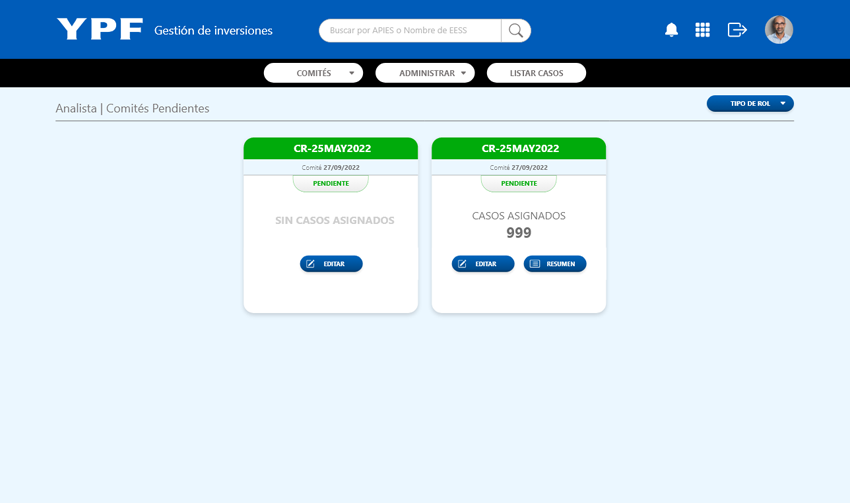 YPF Gestión de inversiones
Buscar por APIES o Nombre de EESS
COMITÉS
ADMINISTRAR
LISTAR CASOS
Analista | Comités Pendientes
TIPO DE ROL
CR-25MAY2022
Comité 27/09/2022
PENDIENTE
SIN CASOS ASIGNADOS
EDITAR
CR-25MAY2022
Comité 27/09/2022
PENDIENTE
CASOS ASIGNADOS
999
EDITAR
RESUMEN